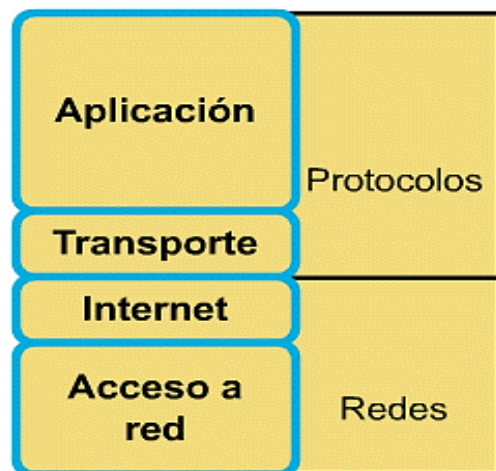 Aplicación
Protocolos
Transporte
Internet
Acceso a
red
Redes